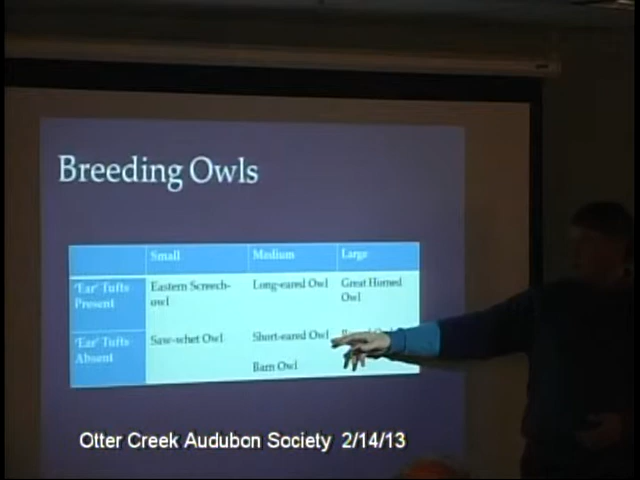 Breeding Owls
Small Medium Large
'Ear' Tufts Present
Eastern Screech-owl
Long-eared Owl
Great Horned Owl
'Ear' Tufts Absent
Saw-whet Owl
Short-eared Owl
Barn Owl
Owl
Otter Creek Audubon Society 2/14/13